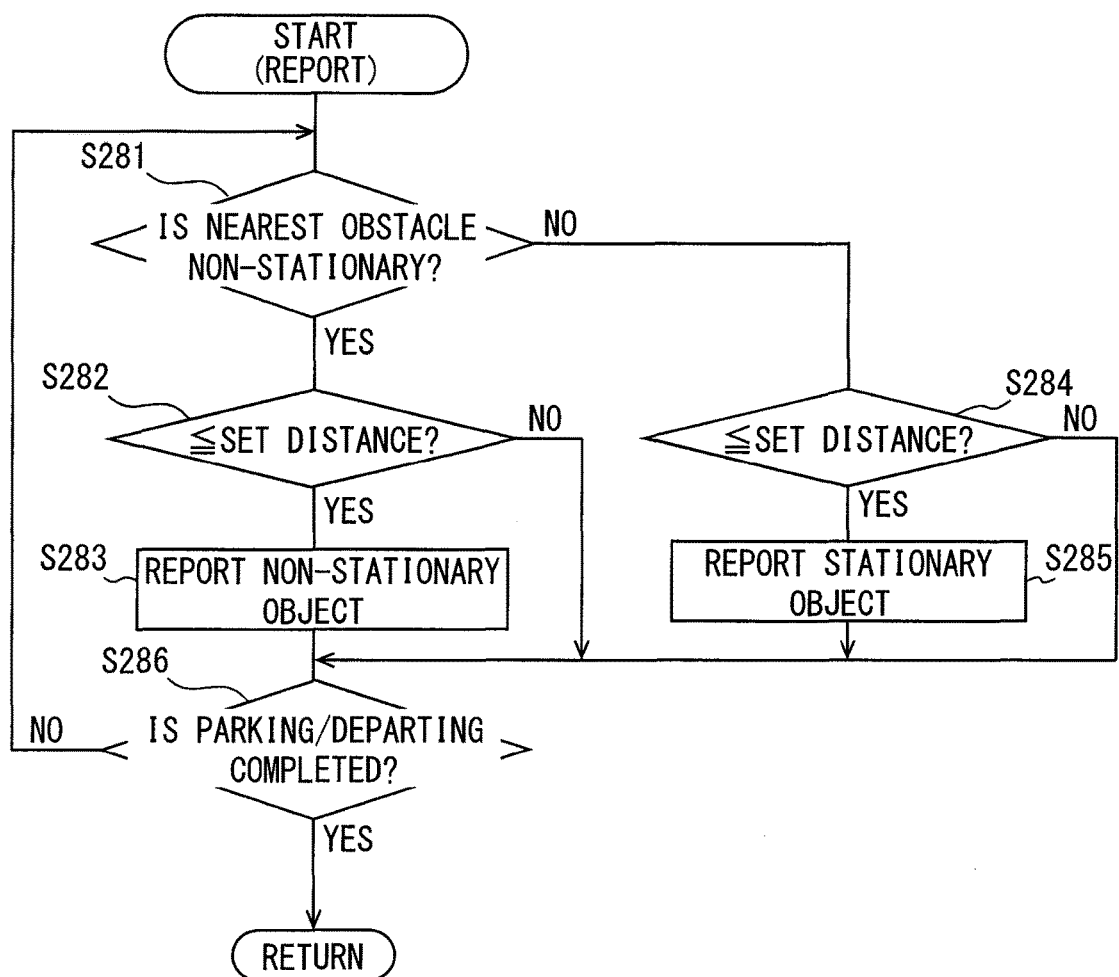 START
(REPORT)
S281
IS NEAREST OBSTACLE
NON-STATIONARY?
NO
YES
S282
≦SET DISTANCE?
NO
YES
S284
≦SET DISTANCE?
NO
YES
S283
REPORT NON-STATIONARY
OBJECT
REPORT STATIONARY
OBJECT
S285
S286
IS PARKING/DEPARTING
COMPLETED?
NO
YES
RETURN